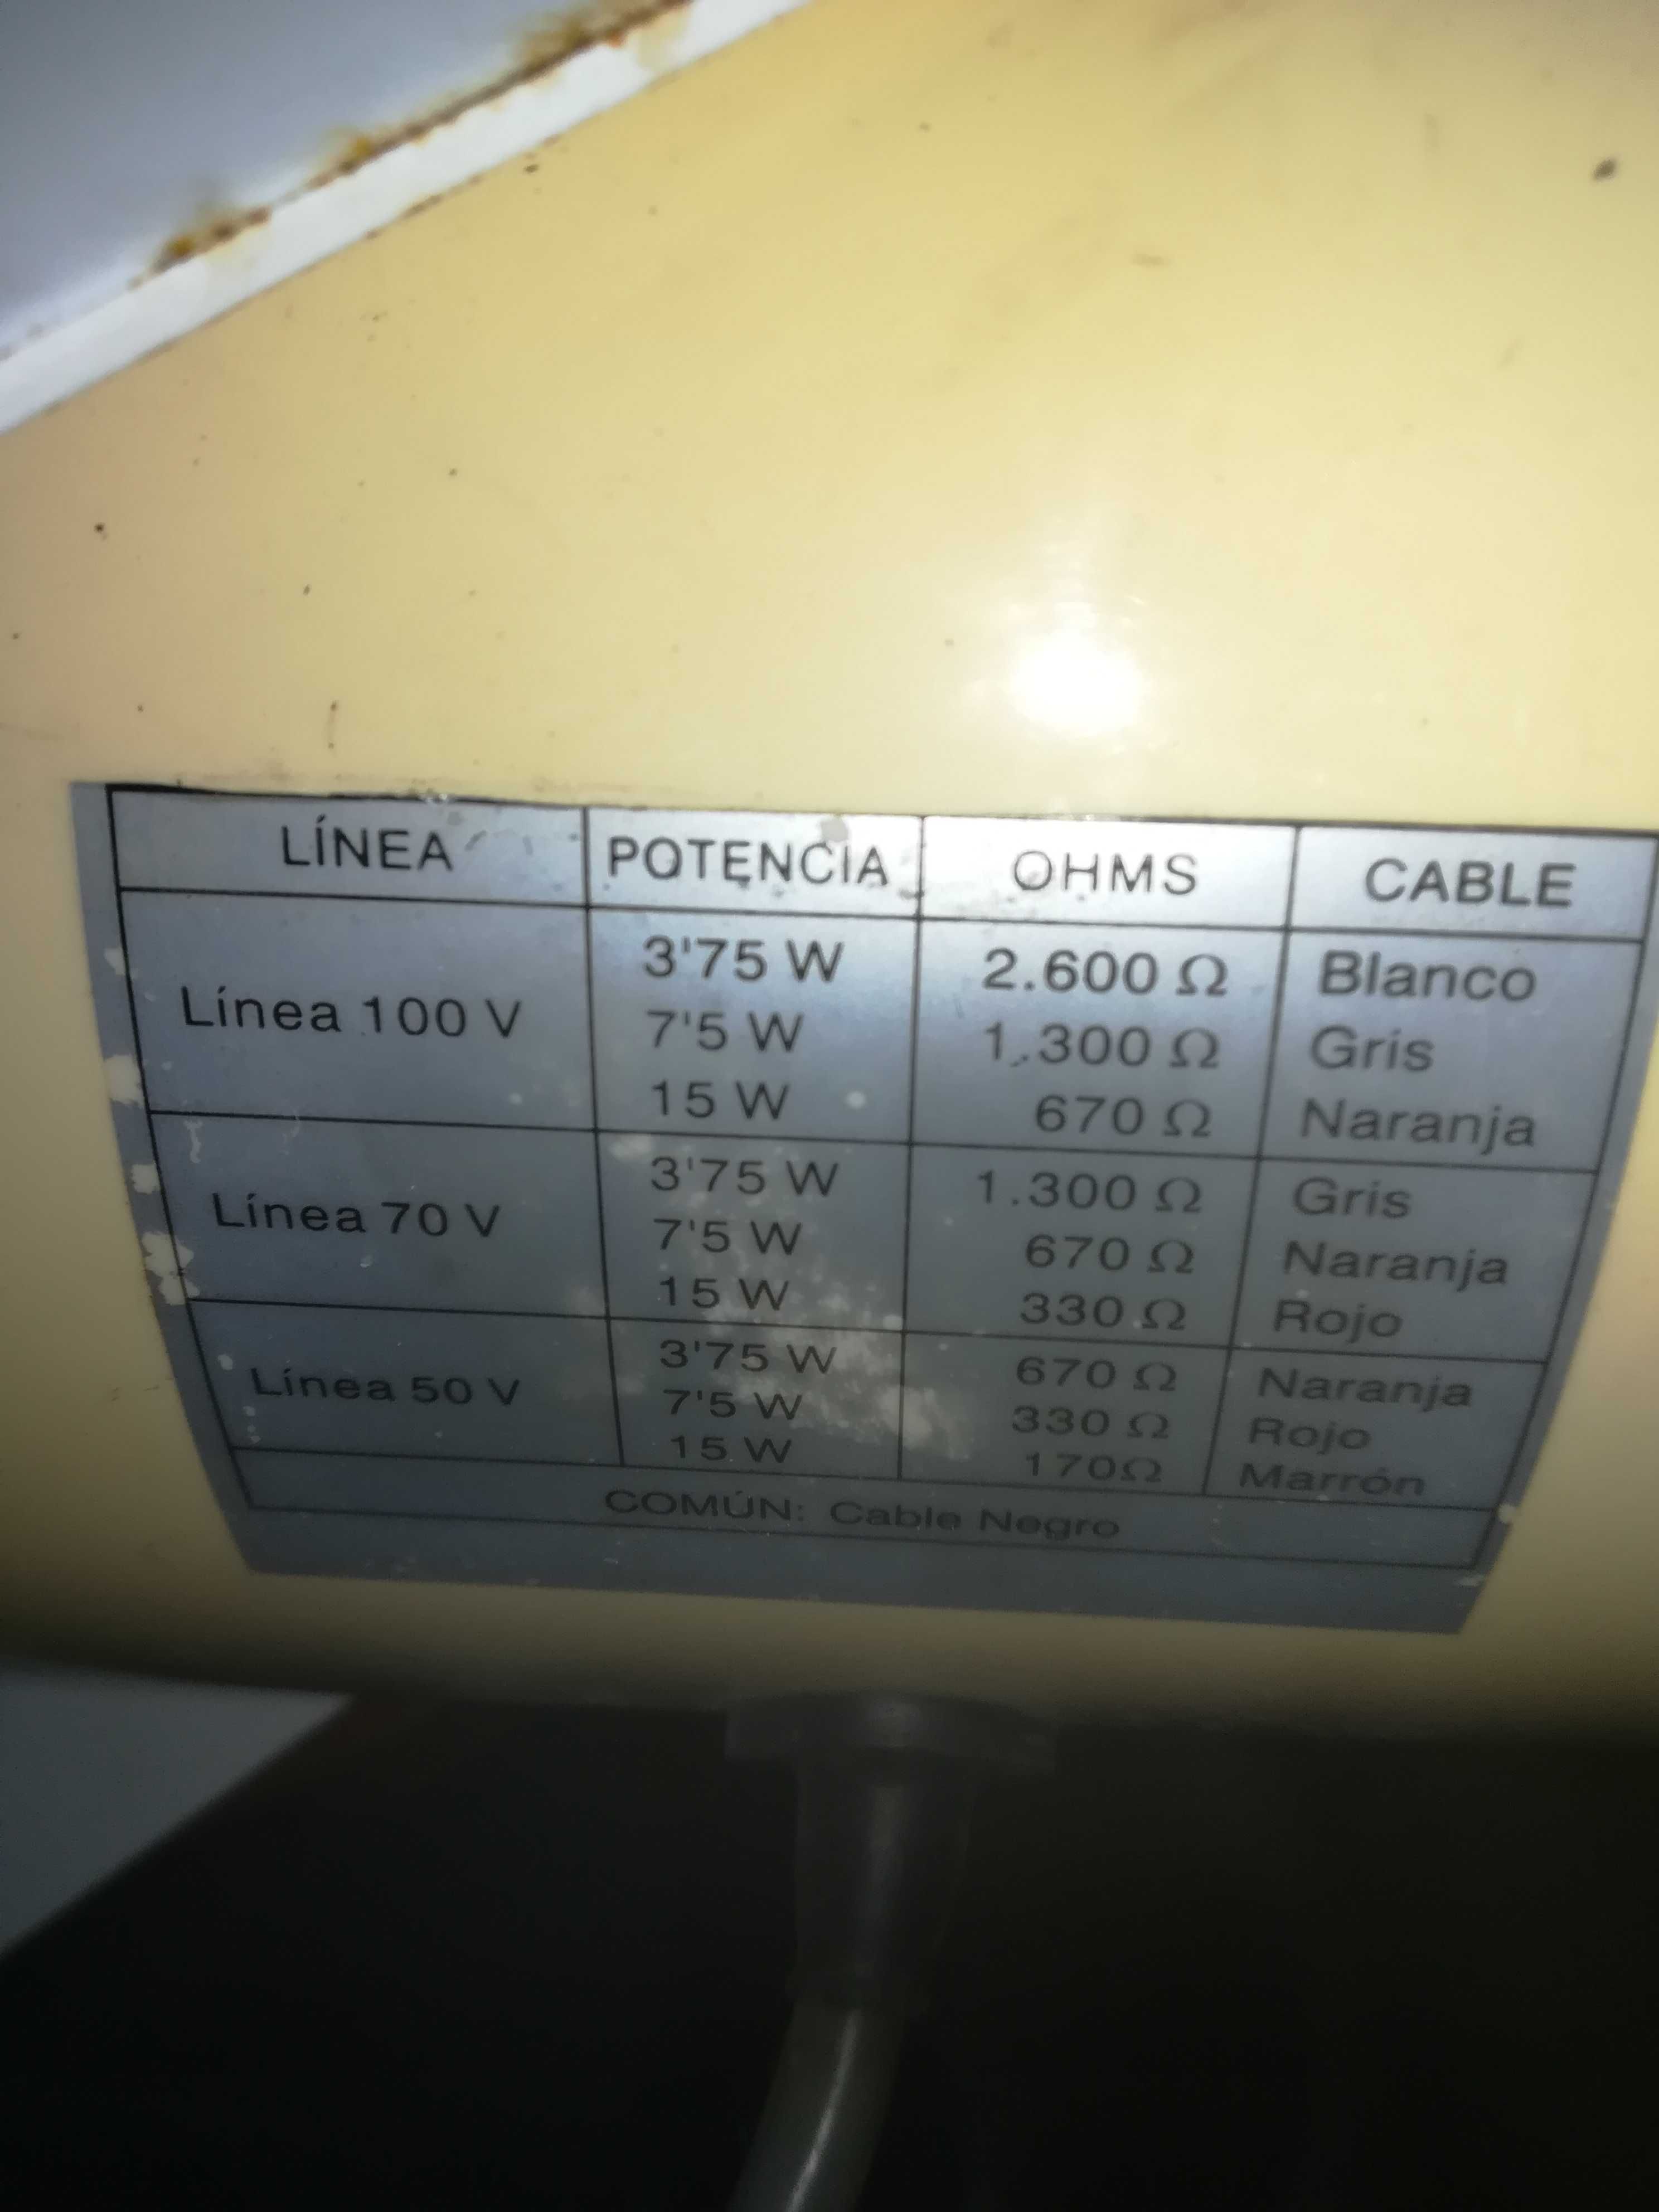 LÍNEA POTENCIA OHMS CABLE
Línea 100 V 3'75 W 2.600 Ω Blanco
7'5 W 1.300 Ω Gris
15 W 670 Ω Naranja
Línea 70 V 3'75 W 1.300 Ω Gris
7'5 W 670 Ω Naranja
15 W 330 Ω Rojo
Línea 50 V 3'75 W 670 Ω Naranja
7'5 W 330 Ω Rojo
15 W 170Ω Marrón
COMÚN: Cable Negro